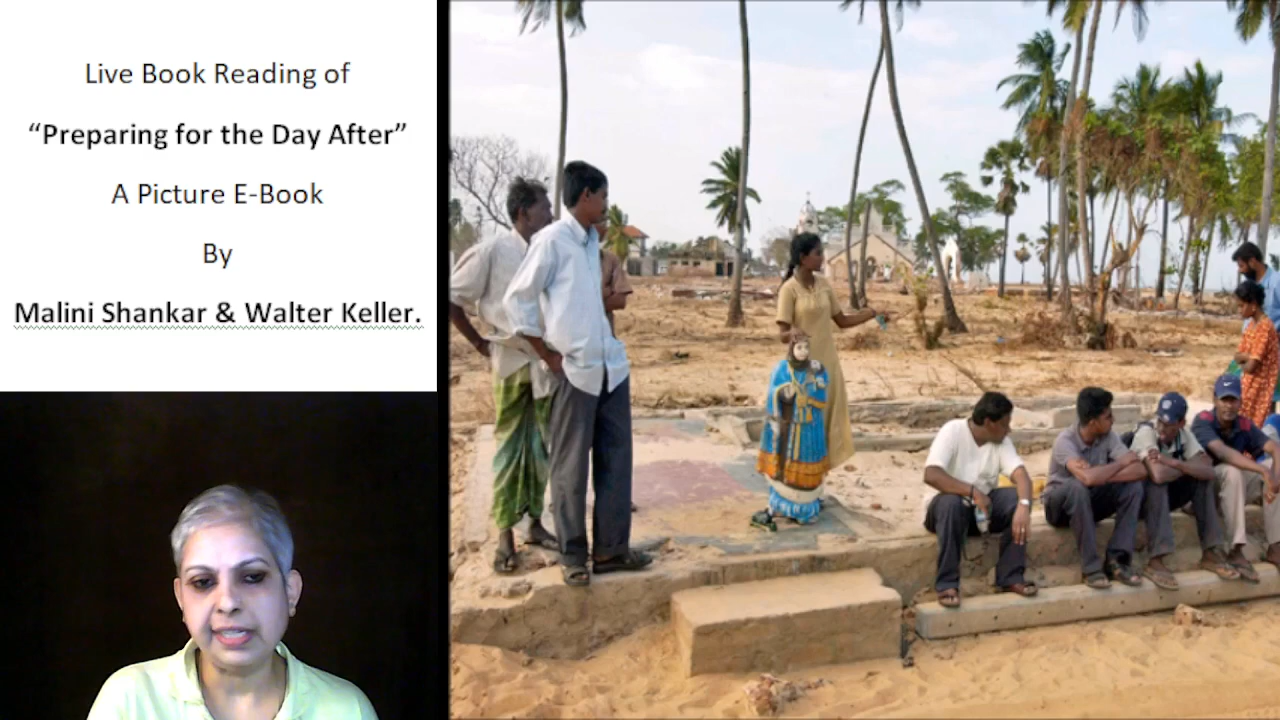 Live Book Reading of
“Preparing for the Day After”
A Picture E-Book
By
Malini Shankar & Walter Keller.